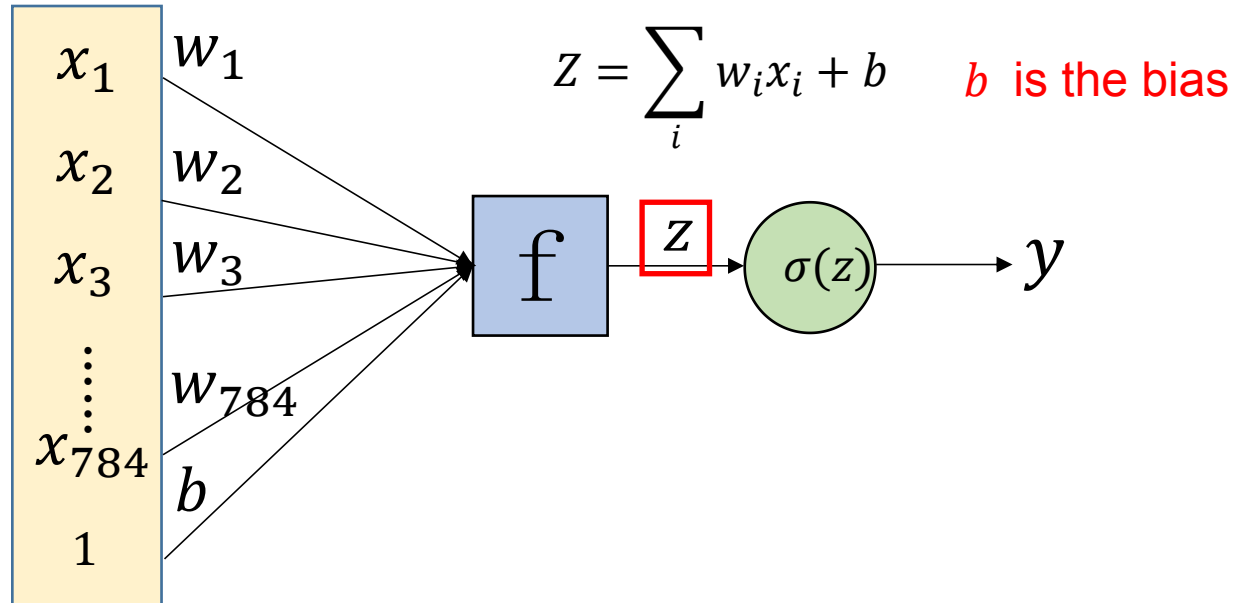 x₁ w₁
Z = ∑ᵢ wᵢxᵢ + b b is the bias
x₂ w₂
f z σ(z) y
x₃ w₃
⋮
w₇₈₄
x₇₈₄
b
1